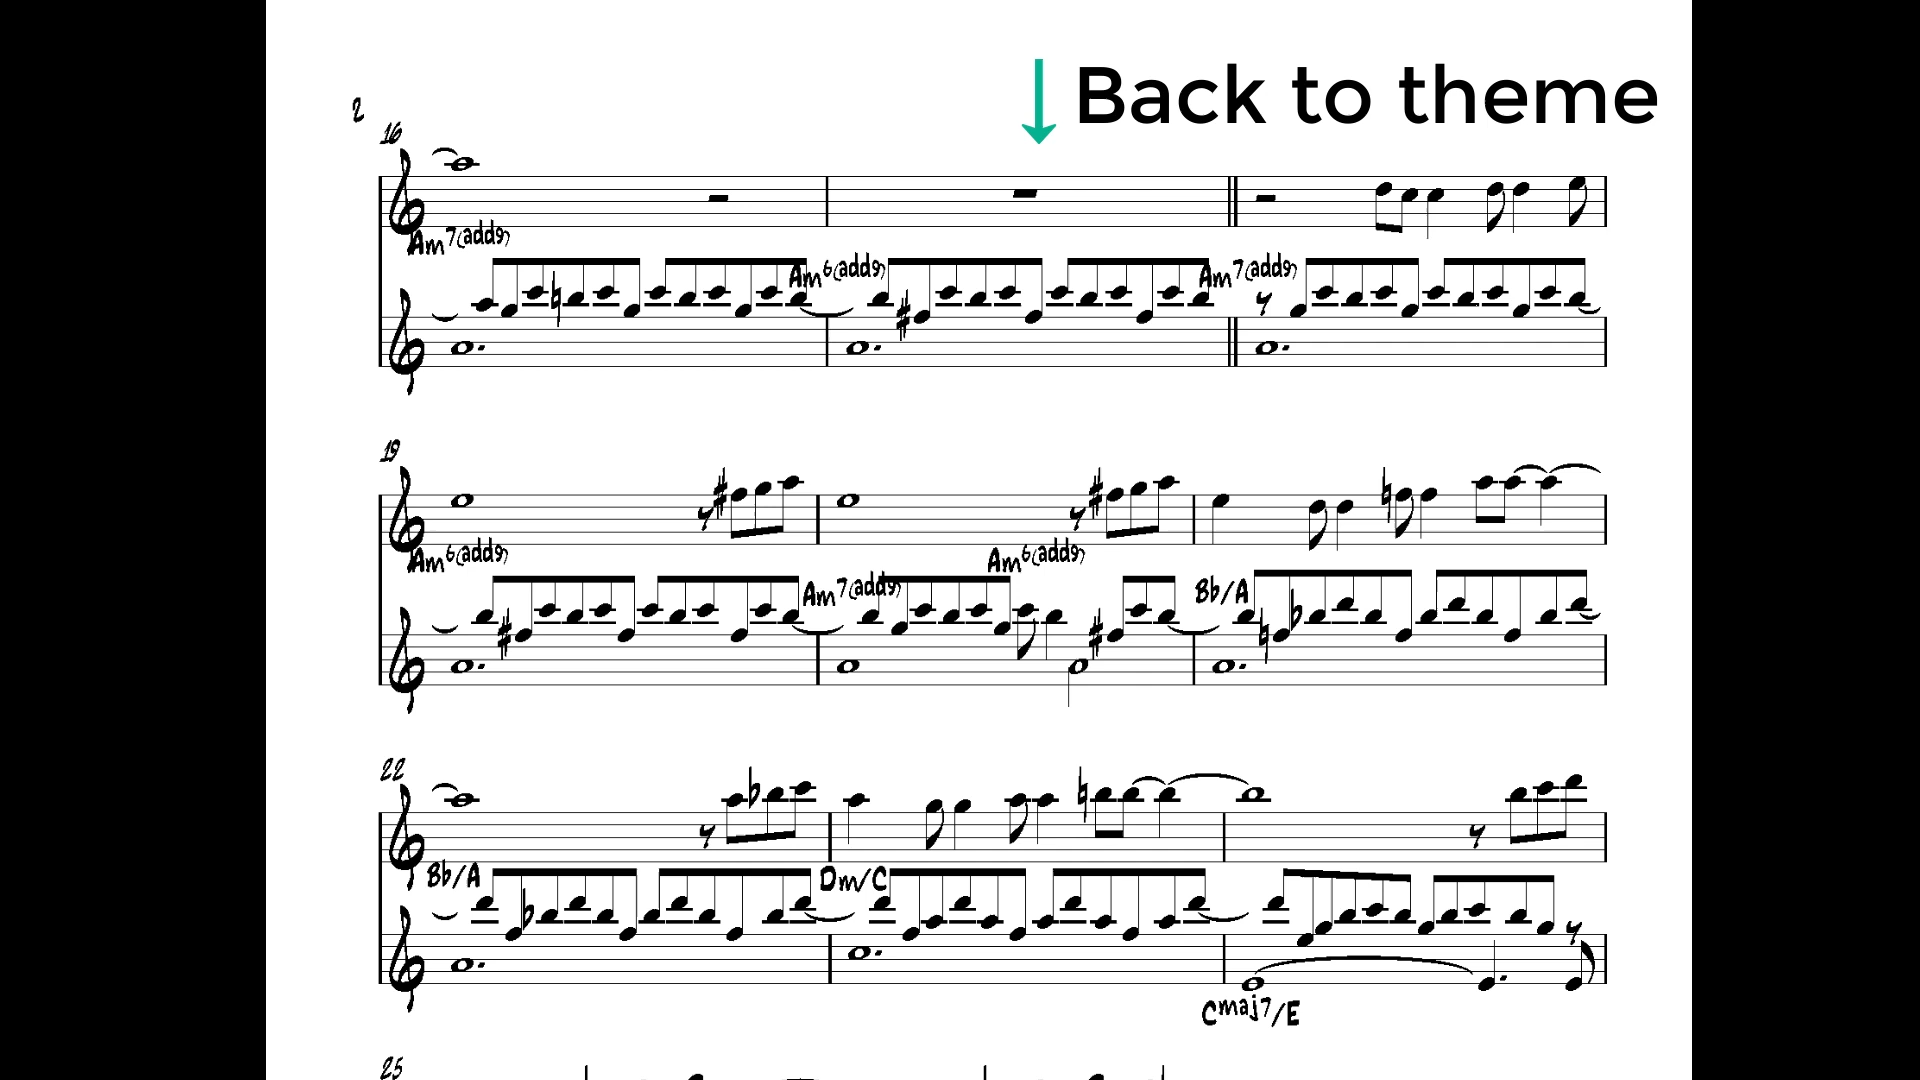 Back to theme
2
16
Am7(add9) Am6(add9) Am7(add9)
19
Am6(add9) Am7(add9) Am6(add9) Bb/A
22
Bb/A Dm/C
Cmaj7/E
25